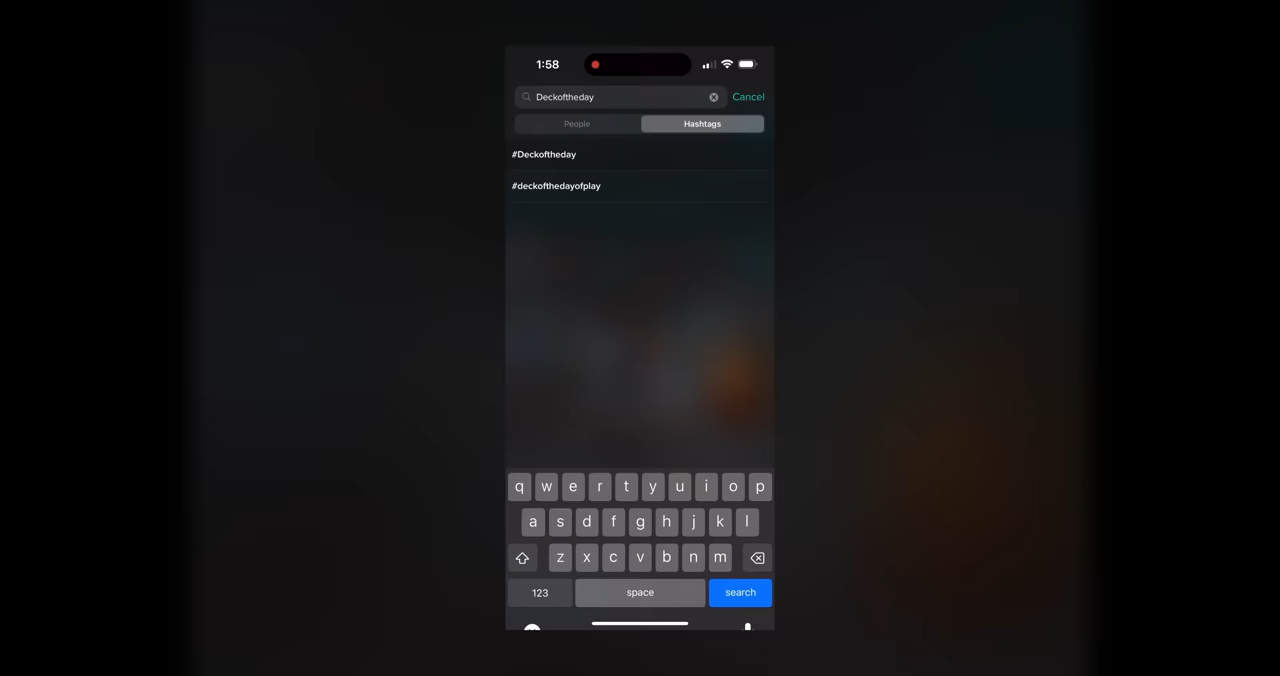 1:58
Deckoftheday
Cancel
People
Hashtags
#Deckoftheday
#deckofthedayofplay
q w e r t y u i o p
a s d f g h j k l
z x c v b n m
123
space
search